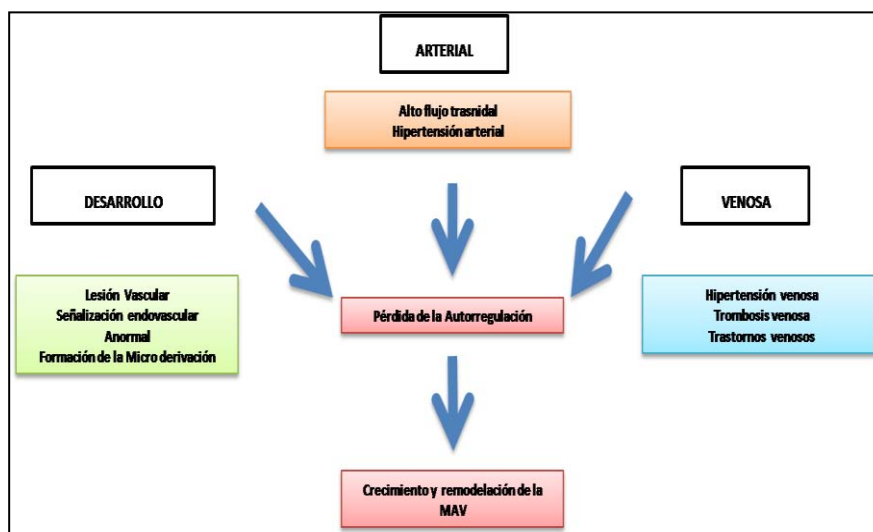 ARTERIAL
Alto flujo trasnidal
Hipertensión arterial
DESARROLLO
VENOSA
Lesión Vascular
Señalización endovascular
Anormal
Formación de la Micro derivación
Pérdida de la Autorregulación
Hipertensión venosa
Trombosis venosa
Trastornos venosos
Crecimiento y remodelación de la
MAV